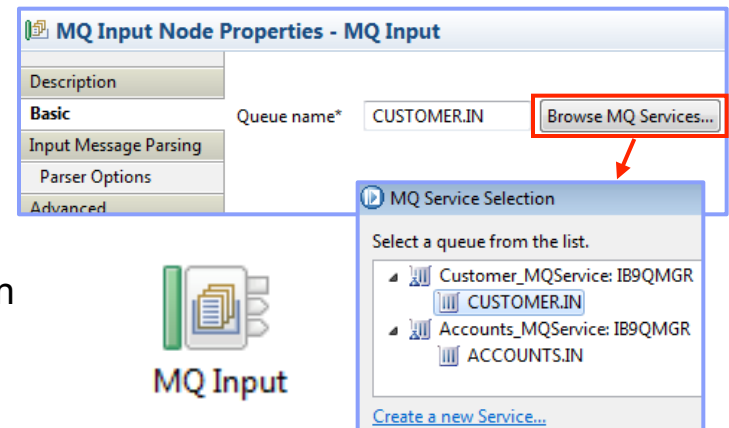 MQ Input Node Properties - MQ Input
Description
Basic
Queue name* CUSTOMER.IN Browse MQ Services...
Input Message Parsing
Parser Options
Advanced
MQ Service Selection
Select a queue from the list.
Customer_MQService: IB9QMGR
CUSTOMER.IN
Accounts_MQService: IB9QMGR
ACCOUNTS.IN
Create a new Service...
n
MQ Input